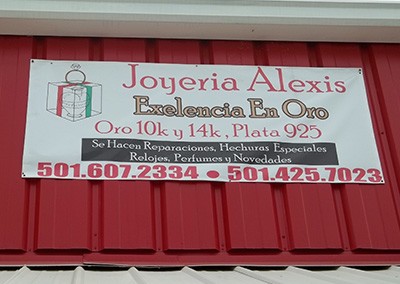 Joyeria Alexis
Exelencia En Oro
Oro 10k y 14k, Plata 925
Se Hacen Reparaciones, Hechuras Especiales
Relojes, Perfumes y Novedades
501.607.2334 • 501.425.7023